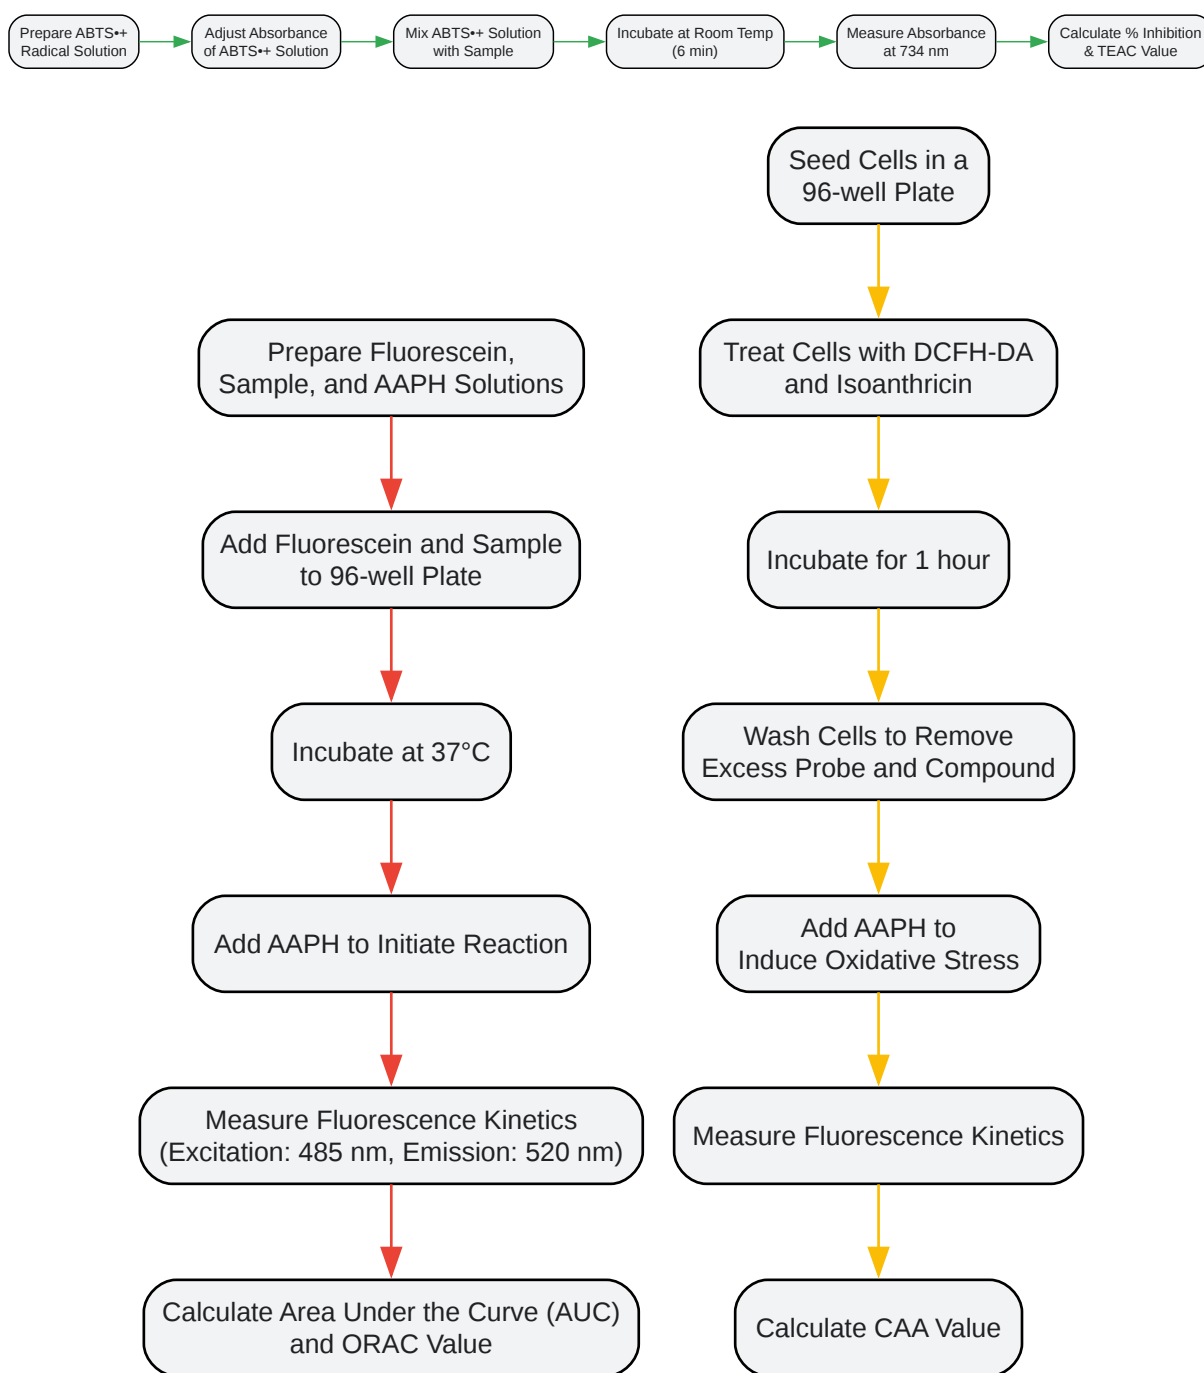 Prepare ABTS•+
Radical Solution
Adjust Absorbance
of ABTS•+ Solution
Mix ABTS•+ Solution
with Sample
Incubate at Room Temp
(6 min)
Measure Absorbance
at 734 nm
Calculate % Inhibition
& TEAC Value
Prepare Fluorescein,
Sample, and AAPH Solutions
Add Fluorescein and Sample
to 96-well Plate
Incubate at 37°C
Add AAPH to Initiate Reaction
Measure Fluorescence Kinetics
(Excitation: 485 nm, Emission: 520 nm)
Calculate Area Under the Curve (AUC)
and ORAC Value
Seed Cells in a
96-well Plate
Treat Cells with DCFH-DA
and Isoanthricin
Incubate for 1 hour
Wash Cells to Remove
Excess Probe and Compound
Add AAPH to
Induce Oxidative Stress
Measure Fluorescence Kinetics
Calculate CAA Value